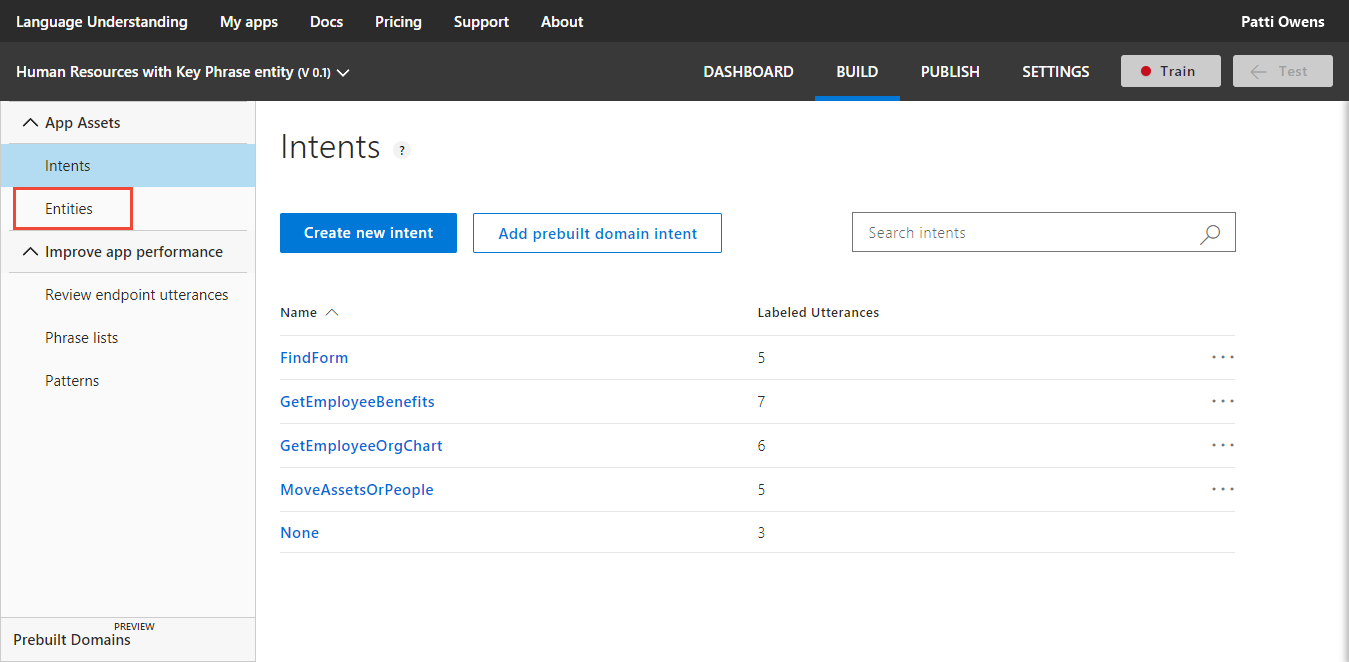 Language Understanding My apps Docs Pricing Support About Patti Owens
Human Resources with Key Phrase entity (V 0.1) DASHBOARD BUILD PUBLISH SETTINGS Train Test
App Assets
Intents
Entities
Improve app performance
Review endpoint utterances
Phrase lists
Patterns
PREVIEW
Prebuilt Domains
Intents ?
Create new intent Add prebuilt domain intent Search intents
Name Labeled Utterances
FindForm 5 ...
GetEmployeeBenefits 7 ...
GetEmployeeOrgChart 6 ...
MoveAssetsOrPeople 5 ...
None 3